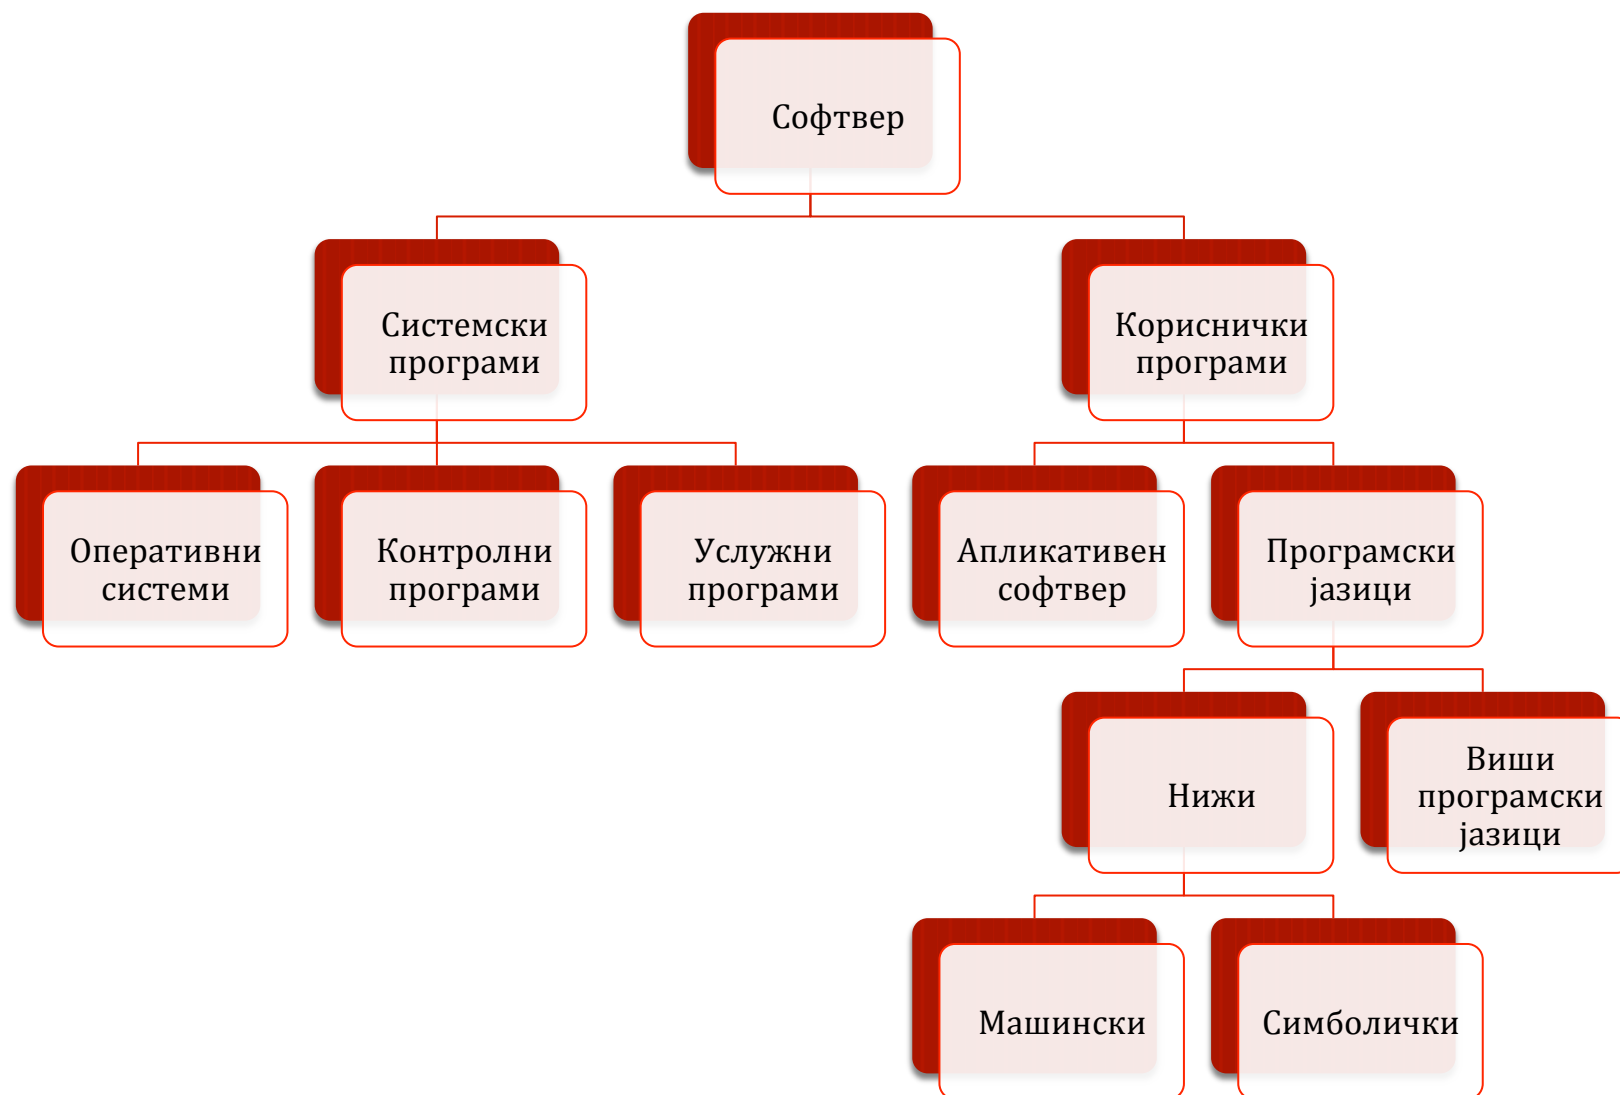 Софтвер
Системски
програми
Кориснички
програми
Оперативни
системи
Контролни
програми
Услужни
програми
Апликативен
софтвер
Програмски
јазици
Нижи
Виши
програмски
јазици
Машински
Симболички